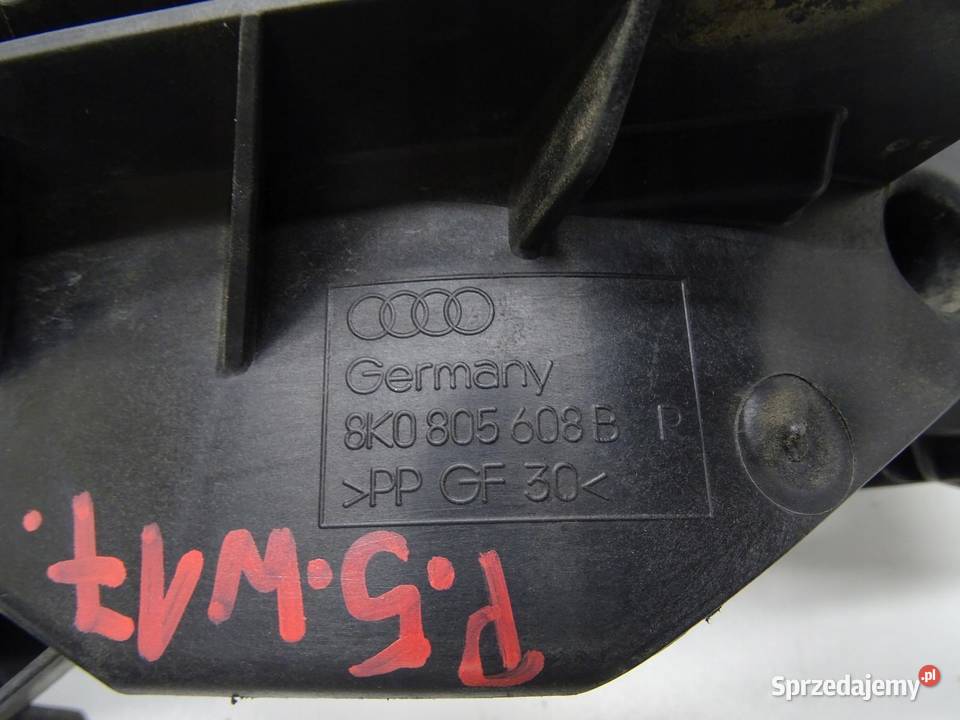 Germany
8K0 805 608 B R
>PP GF 30<
P.5.W17.
Sprzedajemy.pl